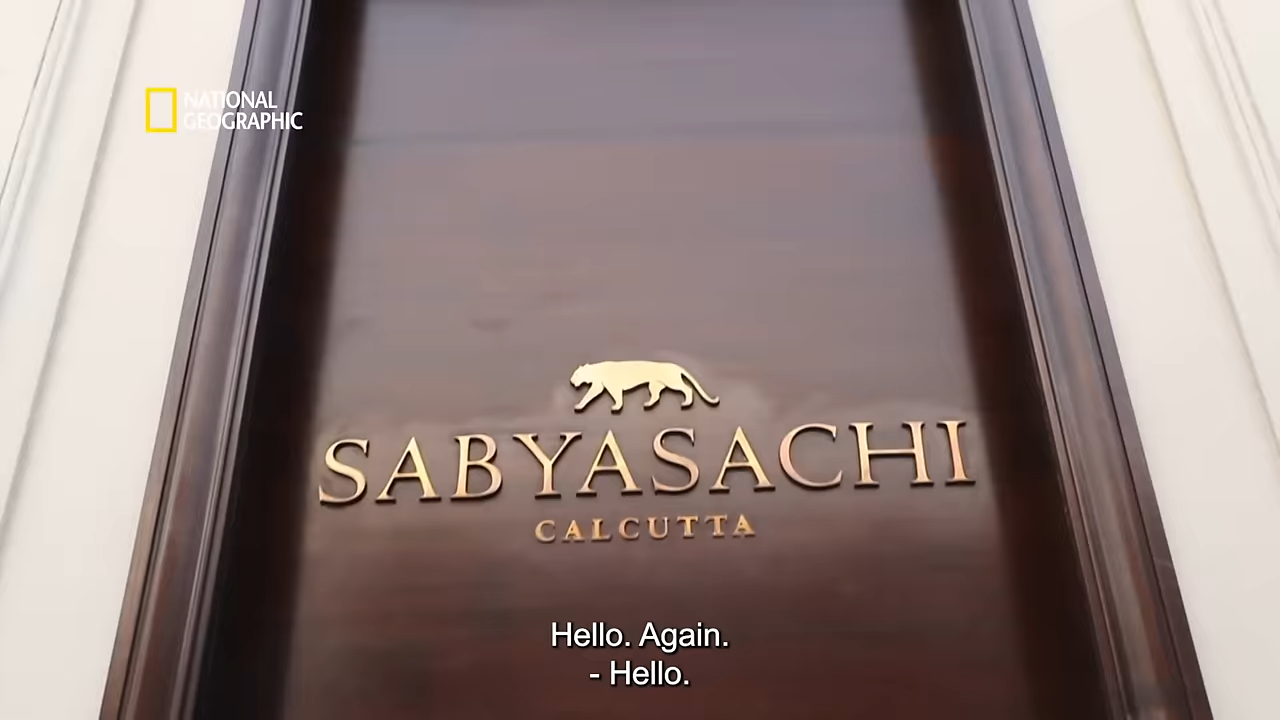 NATIONAL
GEOGRAPHIC
SABYASACHI
CALCUTTA
Hello. Again.
- Hello.